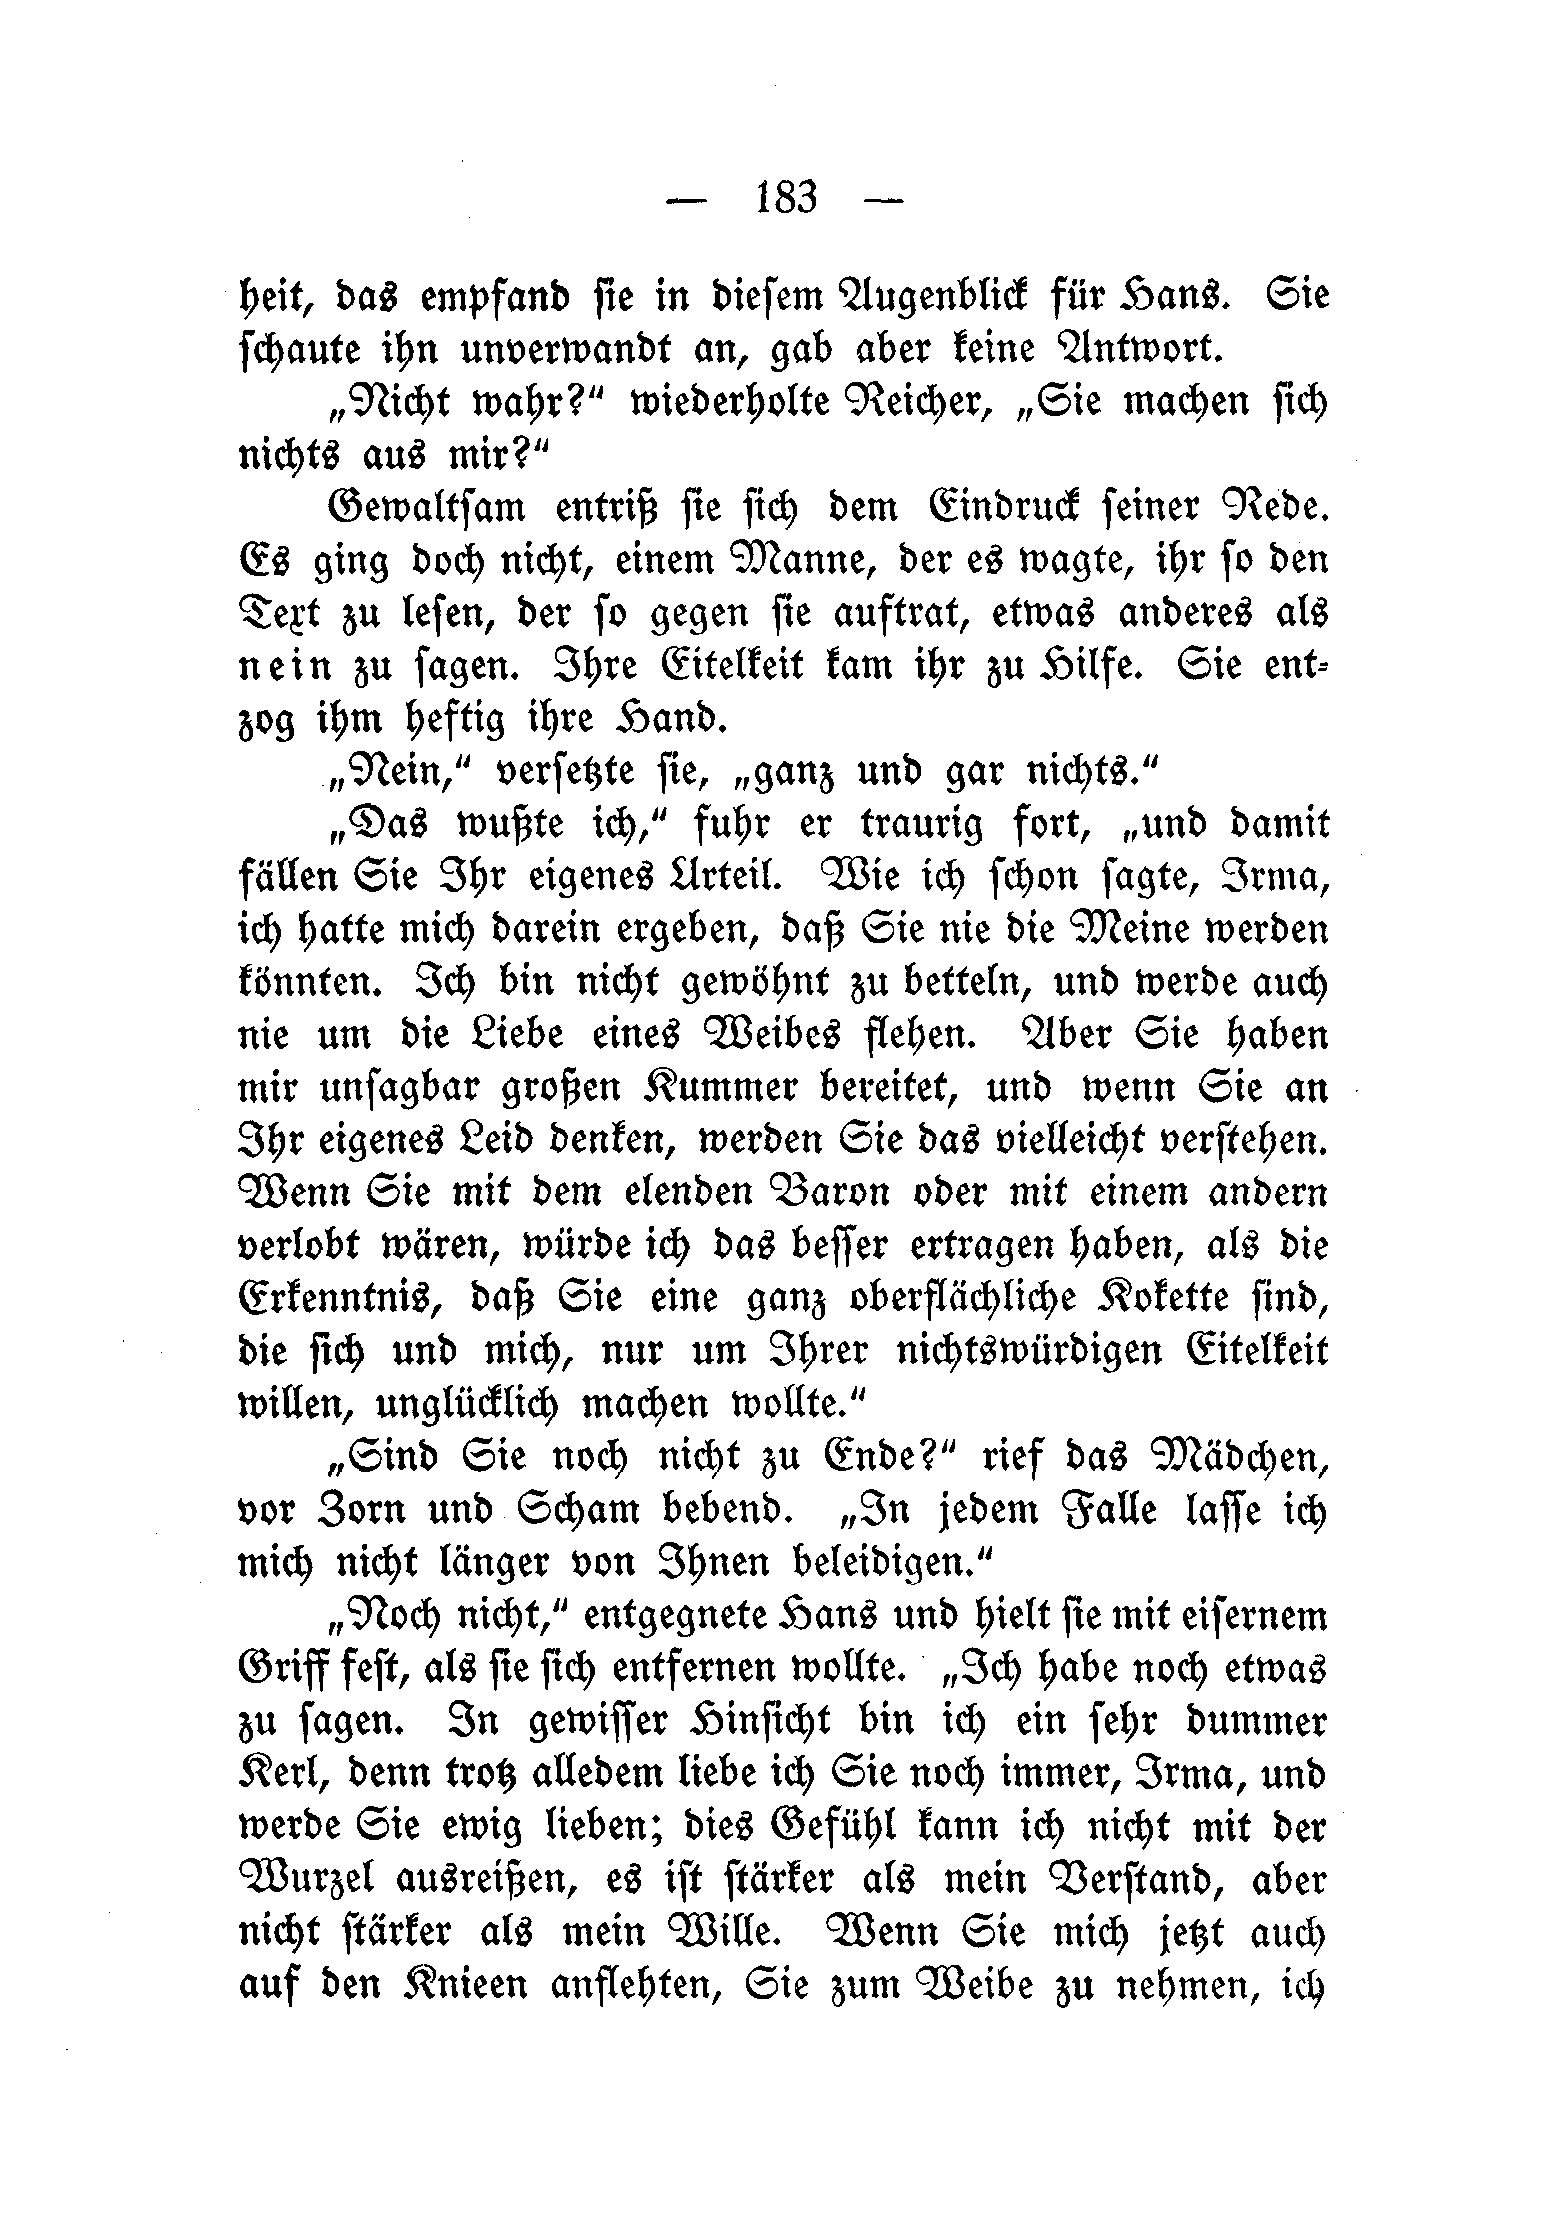 — 183 —
heit, das empfand sie in diesem Augenblick für Hans. Sie
schaute ihn unverwandt an, gab aber keine Antwort.
„Nicht wahr?“ wiederholte Reicher, „Sie machen sich
nichts aus mir?“
Gewaltsam entriß sie sich dem Eindruck seiner Rede.
Es ging doch nicht, einem Manne, der es wagte, ihr so den
Text zu lesen, der so gegen sie auftrat, etwas anderes als
nein zu sagen. Ihre Eitelkeit kam ihr zu Hilfe. Sie ent-
zog ihm heftig ihre Hand.
„Nein,“ versetzte sie, „ganz und gar nichts.“
„Das wußte ich,“ fuhr er traurig fort, „und damit
fällen Sie Ihr eigenes Urteil. Wie ich schon sagte, Irma,
ich hatte mich darein ergeben, daß Sie nie die Meine werden
könnten. Ich bin nicht gewöhnt zu betteln, und werde auch
nie um die Liebe eines Weibes flehen. Aber Sie haben
mir unsagbar großen Kummer bereitet, und wenn Sie an
Ihr eigenes Leid denken, werden Sie das vielleicht verstehen.
Wenn Sie mit dem elenden Baron oder mit einem andern
verlobt wären, würde ich das besser ertragen haben, als die
Erkenntnis, daß Sie eine ganz oberflächliche Kokette sind,
die sich und mich, nur um Ihrer nichtswürdigen Eitelkeit
willen, unglücklich machen wollte.“
„Sind Sie noch nicht zu Ende?“ rief das Mädchen,
vor Zorn und Scham bebend. „In jedem Falle lasse ich
mich nicht länger von Ihnen beleidigen.“
„Noch nicht,“ entgegnete Hans und hielt sie mit eisernem
Griff fest, als sie sich entfernen wollte. „Ich habe noch etwas
zu sagen. In gewisser Hinsicht bin ich ein sehr dummer
Kerl, denn trotz alledem liebe ich Sie noch immer, Irma, und
werde Sie ewig lieben; dies Gefühl kann ich nicht mit der
Wurzel ausreißen, es ist stärker als mein Verstand, aber
nicht stärker als mein Wille. Wenn Sie mich jetzt auch
auf den Knieen anflehten, Sie zum Weibe zu nehmen, ich